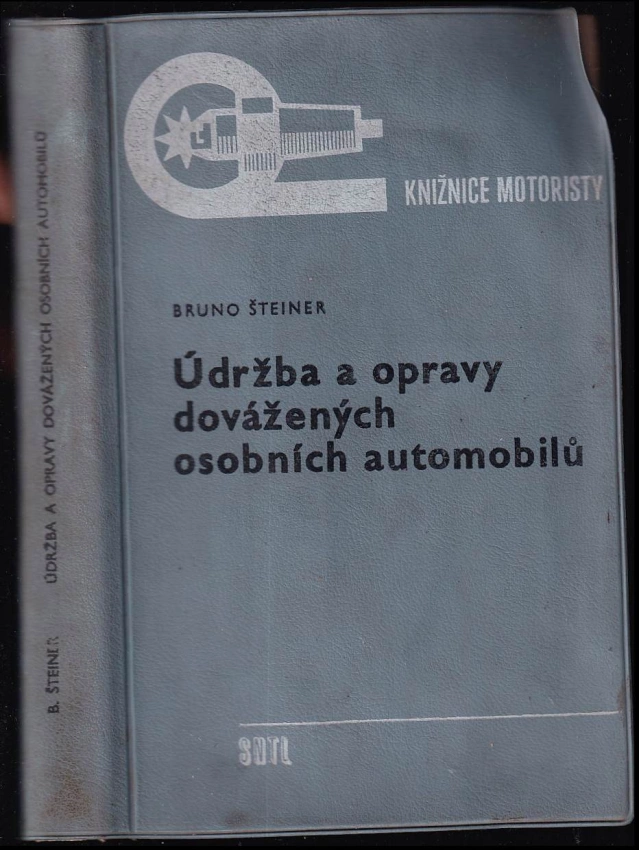 KNIŽNICE MOTORISTY
BRUNO ŠTEINER
Údržba a opravy
dovážených
osobních automobilů
SNTL
B. ŠTEINER ÚDRŽBA A OPRAVY DOVÁŽENÝCH OSOBNÍCH AUTOMOBILŮ